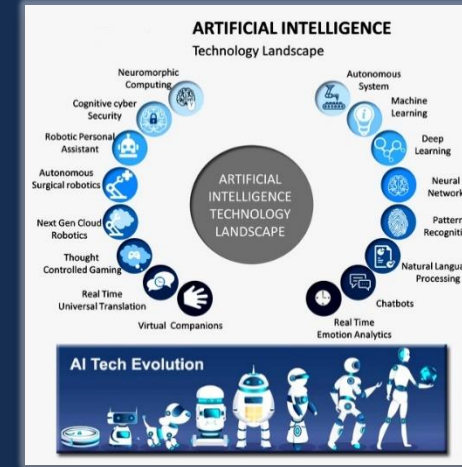 ARTIFICIAL INTELLIGENCE
Technology Landscape
Neuromorphic
Computing
Cognitive cyber
Security
Robotic Personal
Assistant
Autonomous
Surgical robotics
Next Gen Cloud
Robotics
Thought
Controlled Gaming
Real Time
Universal Translation
Virtual Companions
ARTIFICIAL
INTELLIGENCE
TECHNOLOGY
LANDSCAPE
Autonomous
System
Machine
Learning
Deep
Learning
Neural
Network
Pattern
Recogniti
Natural Langua
Processing
Chatbots
Real Time
Emotion Analytics
AI Tech Evolution